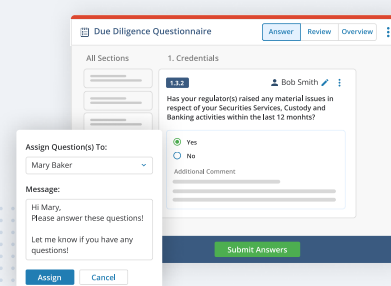 Due Diligence Questionnaire
Answer
Review
Overview
All Sections
1. Credentials
1.3.2
Bob Smith
Has your regulator(s) raised any material issues in
respect of your Securities Services, Custody and
Banking activities within the last 12 monhts?
Yes
No
Additional Comment
Assign Question(s) To:
Mary Baker
Message:
Hi Mary,
Please answer these questions!
Let me know if you have any
questions!
Assign
Cancel
Submit Answers